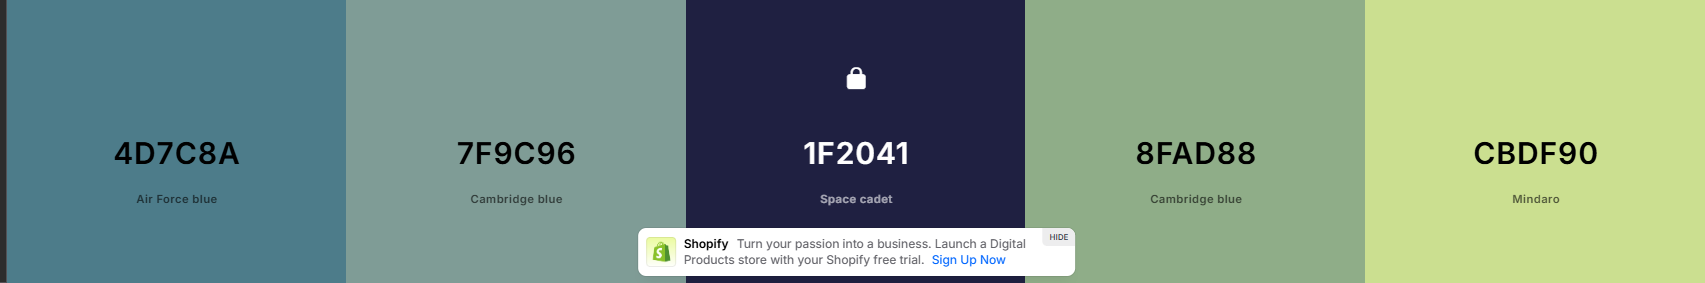 4D7C8A
Air Force blue
7F9C96
Cambridge blue
1F2041
Space cadet
8FAD88
Cambridge blue
CBDF90
Mindaro
Shopify Turn your passion into a business. Launch a Digital
Products store with your Shopify free trial. Sign Up Now
HIDE